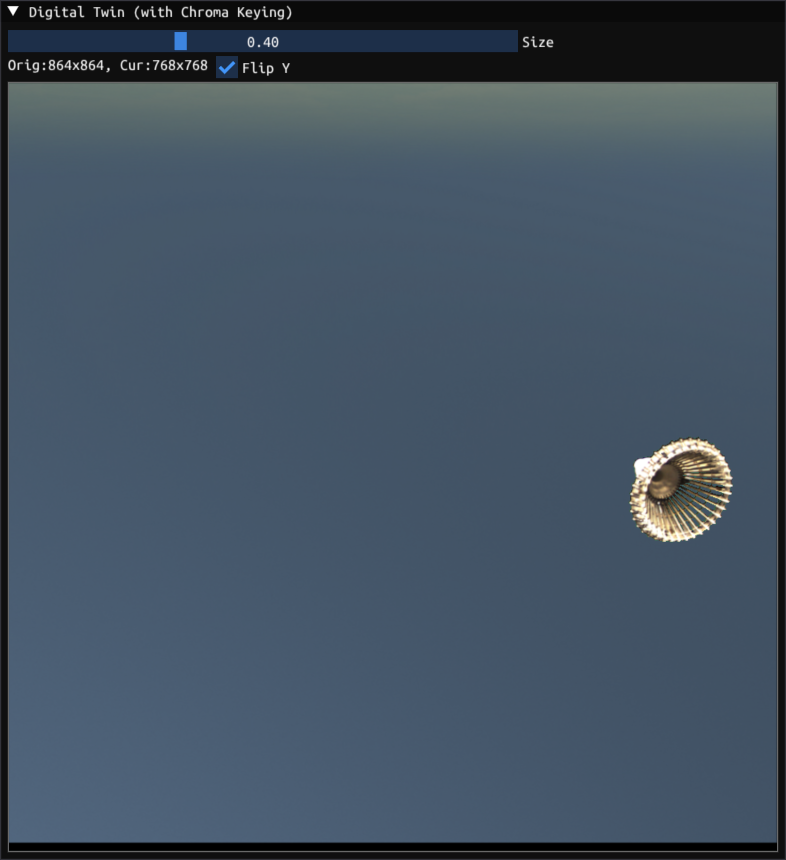 Digital Twin (with Chroma Keying)
0.40 Size
Orig:864x864, Cur:768x768 Flip Y